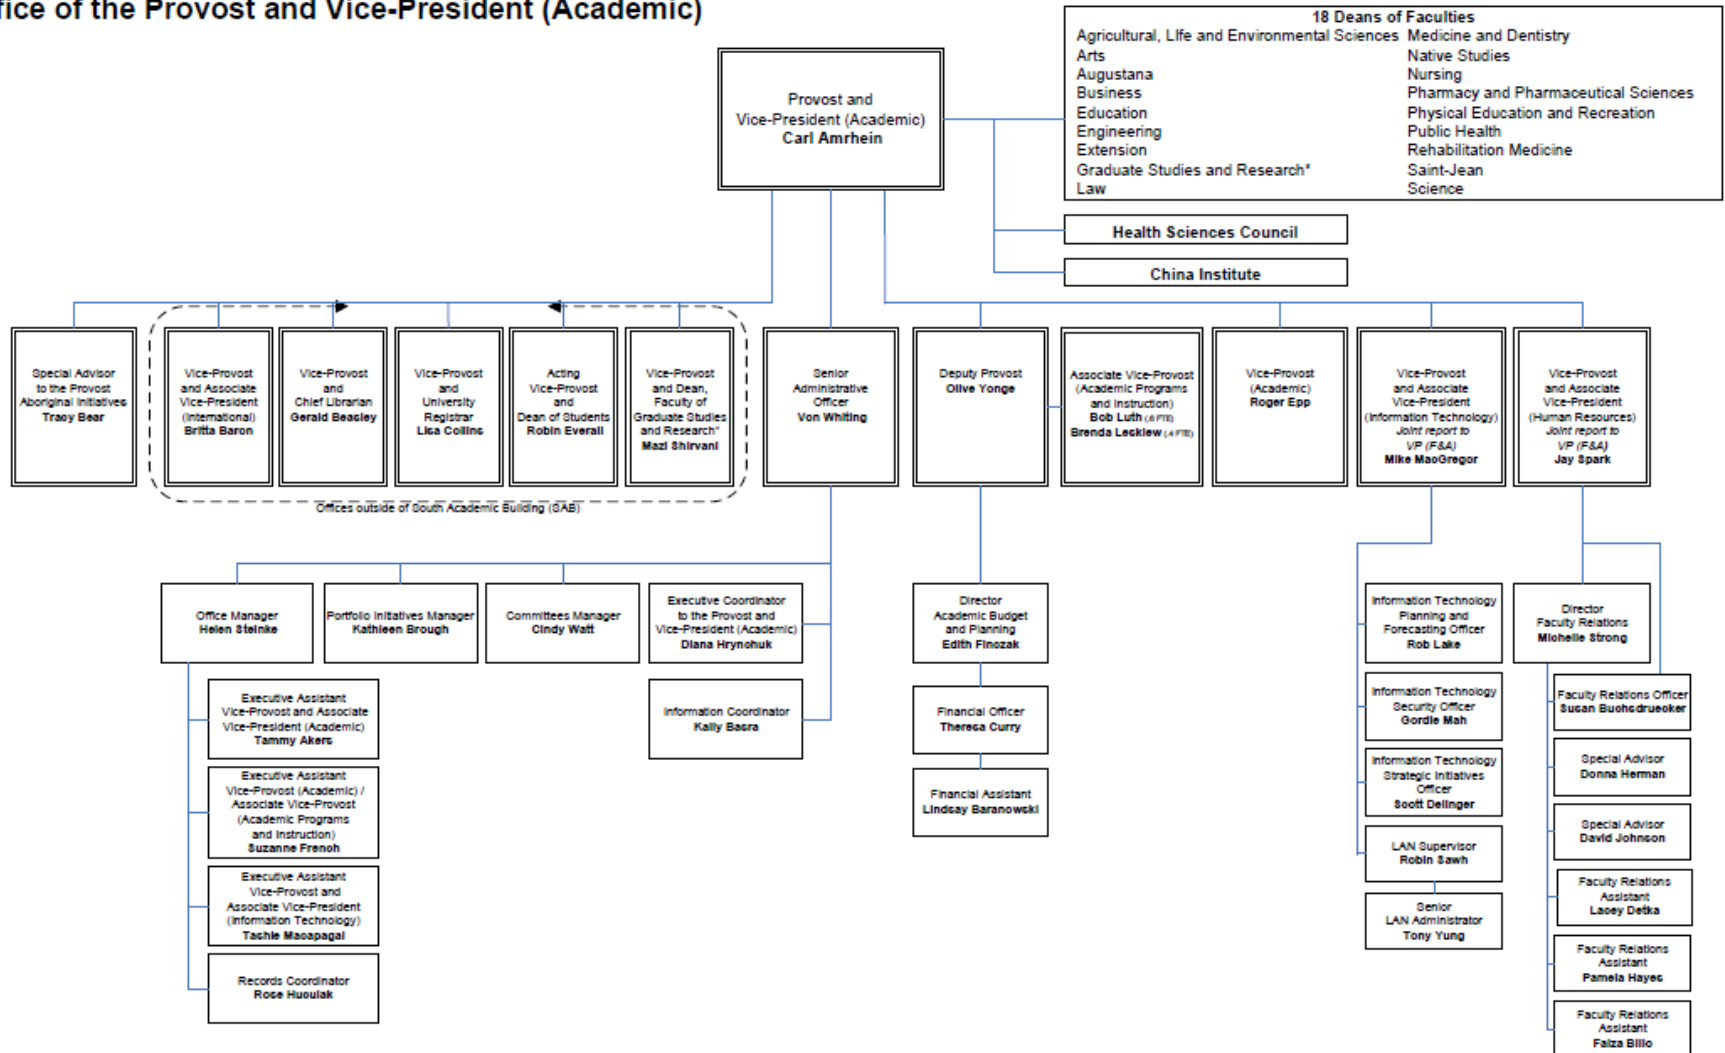 fice of the Provost and Vice-President (Academic)
18 Deans of Faculties
Agricultural, Life and Environmental Sciences Medicine and Dentistry
Arts Native Studies
Augustana Nursing
Business Pharmacy and Pharmaceutical Sciences
Education Physical Education and Recreation
Engineering Public Health
Extension Rehabilitation Medicine
Graduate Studies and Research* Saint-Jean
Law Science
Provost and
Vice-President (Academic)
Carl Amrhein
Health Sciences Council
China Institute
Special Advisor
to the Provost
Aboriginal Initiatives
Tracy Bear
Vice-Provost
and Associate
Vice-President
(International)
Britta Baron
Vice-Provost
and
Chief Librarian
Gerald Beasley
Vice-Provost
and
University
Registrar
Lisa Collins
Acting
Vice-Provost
and
Dean of Students
Robin Everall
Vice-Provost
and Dean,
Faculty of
Graduate Studies
and Research*
Mazi Shirvani
Senior
Administrative
Officer
Von Whiting
Deputy Provost
Olive Yonge
Associate Vice-Provost
(Academic Programs
and Instruction)
Bob Luth (.6 FTE)
Brenda Leskiw (.4 FTE)
Vice-Provost
(Academic)
Roger Epp
Vice-Provost
and Associate
Vice-President
(Information Technology)
Joint report to
VP (F&A)
Mike MacGregor
Vice-Provost
and Associate
Vice-President
(Human Resources)
Joint report to
VP (F&A)
Jay Spark
Offices outside of South Academic Building (SAB)
Office Manager
Helen Steinke
Portfolio Initiatives Manager
Kathleen Brough
Committees Manager
Cindy Watt
Executive Coordinator
to the Provost and
Vice-President (Academic)
Diana Hrynchuk
Director
Academic Budget
and Planning
Edith Finczak
Information Technology
Planning and
Forecasting Officer
Rob Lake
Director
Faculty Relations
Michelle Strong
Executive Assistant
Vice-Provost and Associate
Vice-President (Academic)
Tammy Akers
Information Coordinator
Kally Basra
Financial Officer
Theresa Curry
Information Technology
Security Officer
Gordie Mah
Faculty Relations Officer
Susan Buchsdruecker
Executive Assistant
Vice-Provost (Academic) /
Associate Vice-Provost
(Academic Programs
and Instruction)
Suzanne French
Financial Assistant
Lindsay Baranowski
Information Technology
Strategic Initiatives
Officer
Scott Delinger
Special Advisor
Donna Herman
Special Advisor
David Johnson
LAN Supervisor
Robin Sawh
Executive Assistant
Vice-Provost and
Associate Vice-President
(Information Technology)
Tashie Macapagal
Senior
LAN Administrator
Tony Yung
Faculty Relations
Assistant
Lacey Detka
Records Coordinator
Rose Huculak
Faculty Relations
Assistant
Pamela Hayes
Faculty Relations
Assistant
Faiza Billo